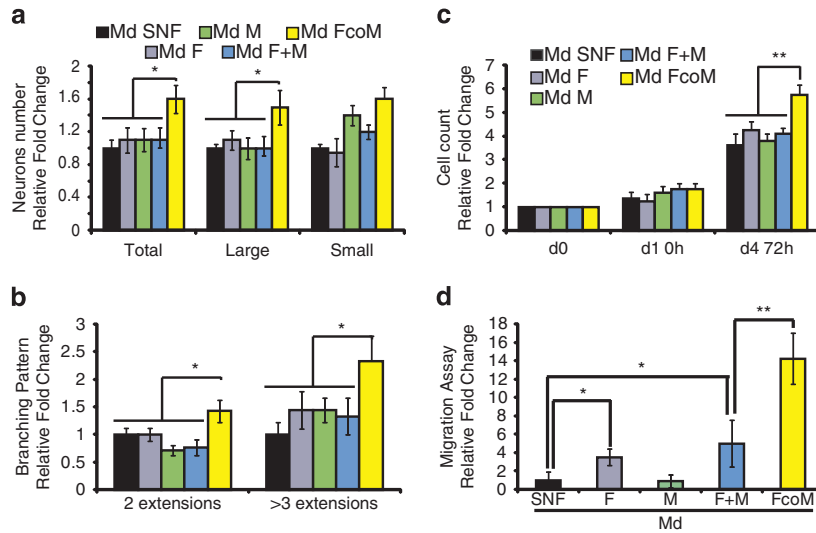 a
Md SNF Md M Md FcoM
Md F Md F+M
Neurons number
Relative Fold Change
2
1.6
1.2
0.8
0.4
0
* *
Total Large Small
b
Branching Pattern
Relative Fold Change
3
2.5
2
1.5
1
0.5
0
* *
2 extensions >3 extensions
c
Md SNF Md F+M
Md F Md FcoM
Md M
Cell count
Relative Fold Change
7
6
5
4
3
2
1
0
**
d0 d1 0h d4 72h
d
Migration Assay
Relative Fold Change
18
16
14
12
10
8
6
4
2
0
* * **
SNF F M F+M FcoM
Md